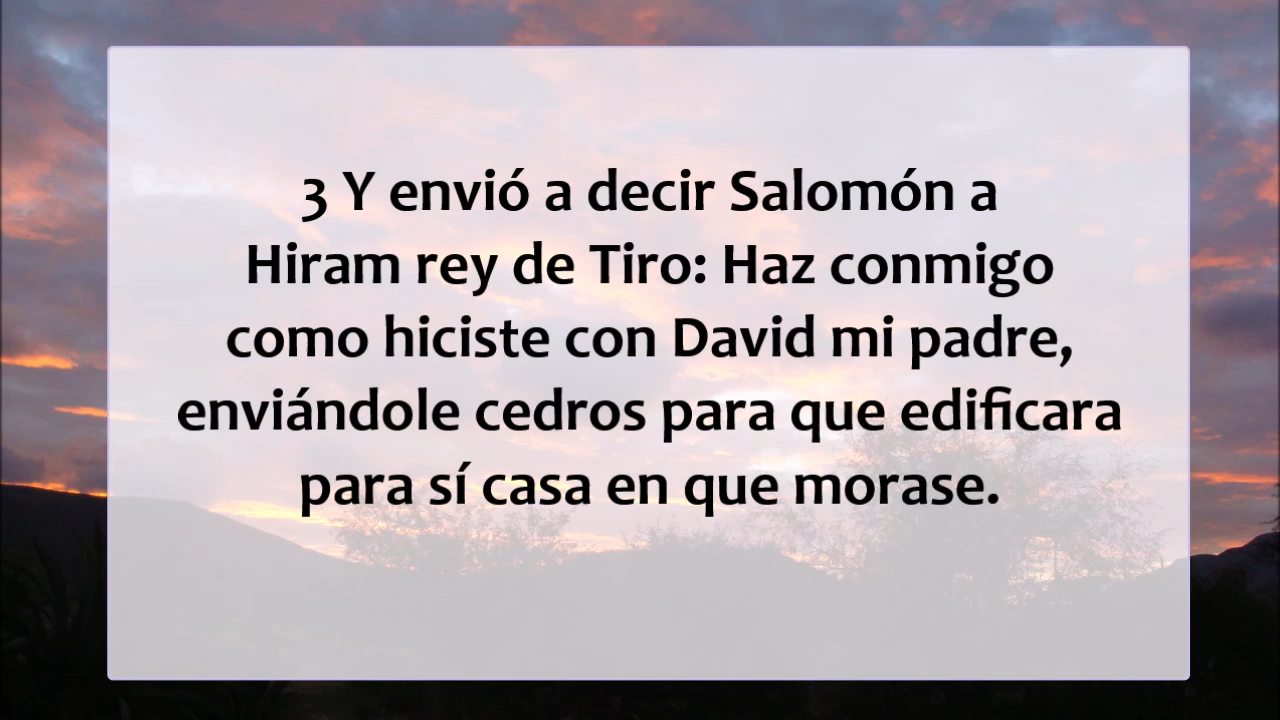 3 Y envió a decir Salomón a
Hiram rey de Tiro: Haz conmigo
como hiciste con David mi padre,
enviándole cedros para que edificara
para sí casa en que morase.